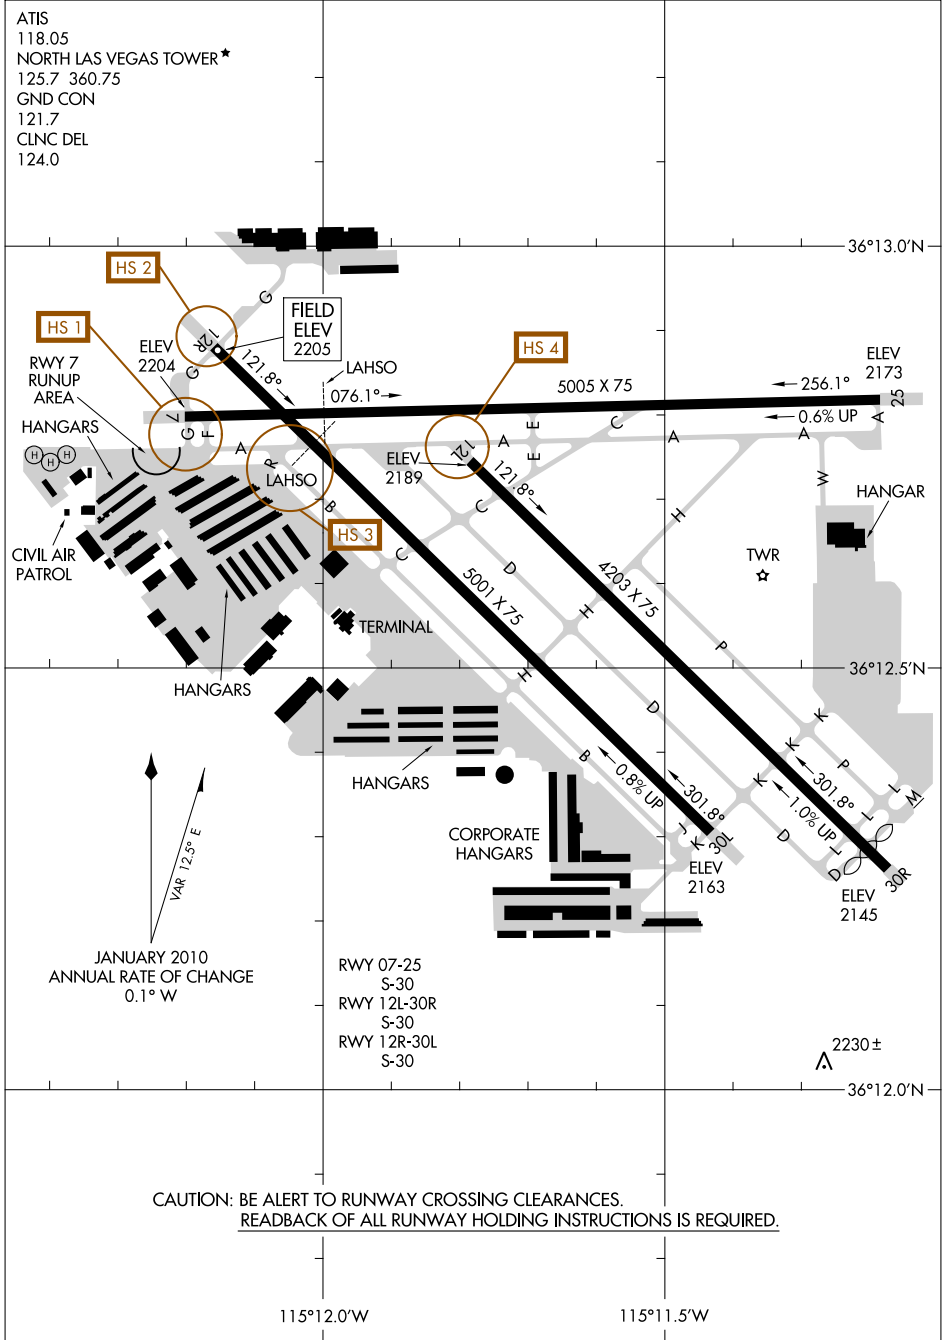 ATIS
118.05
NORTH LAS VEGAS TOWER★
125.7 360.75
GND CON
121.7
CLNC DEL
124.0
36°13.0'N
HS 2
G
HS 1
12R
FIELD
ELEV
2205
HS 4
ELEV
2204
G
121.8°
LAHSO
RWY 7
RUNUP
AREA
076.1°
5005 X 75
256.1°
ELEV
2173
25
HANGARS
7
G
F
0.6% UP
A
E
C
A
A
A
A
E
H H H
R
LAHSO
ELEV
2189
12L
121.8°
W
HANGAR
B
C
H
HS 3
CIVIL AIR
PATROL
C
D
TWR
5001 X 75
4203 X 75
H
TERMINAL
P
36°12.5'N
HANGARS
H
D
K
K
HANGARS
B
0.8% UP
301.8°
K
301.8°
P
L
M
1.0% UP
L
CORPORATE
HANGARS
L
K
30L
D
L
D
ELEV
2163
30R
ELEV
2145
VAR 12.5° E
JANUARY 2010
ANNUAL RATE OF CHANGE
0.1° W
RWY 07-25
S-30
RWY 12L-30R
S-30
RWY 12R-30L
S-30
2230 ±
36°12.0'N
CAUTION: BE ALERT TO RUNWAY CROSSING CLEARANCES.
READBACK OF ALL RUNWAY HOLDING INSTRUCTIONS IS REQUIRED.
115°12.0'W
115°11.5'W